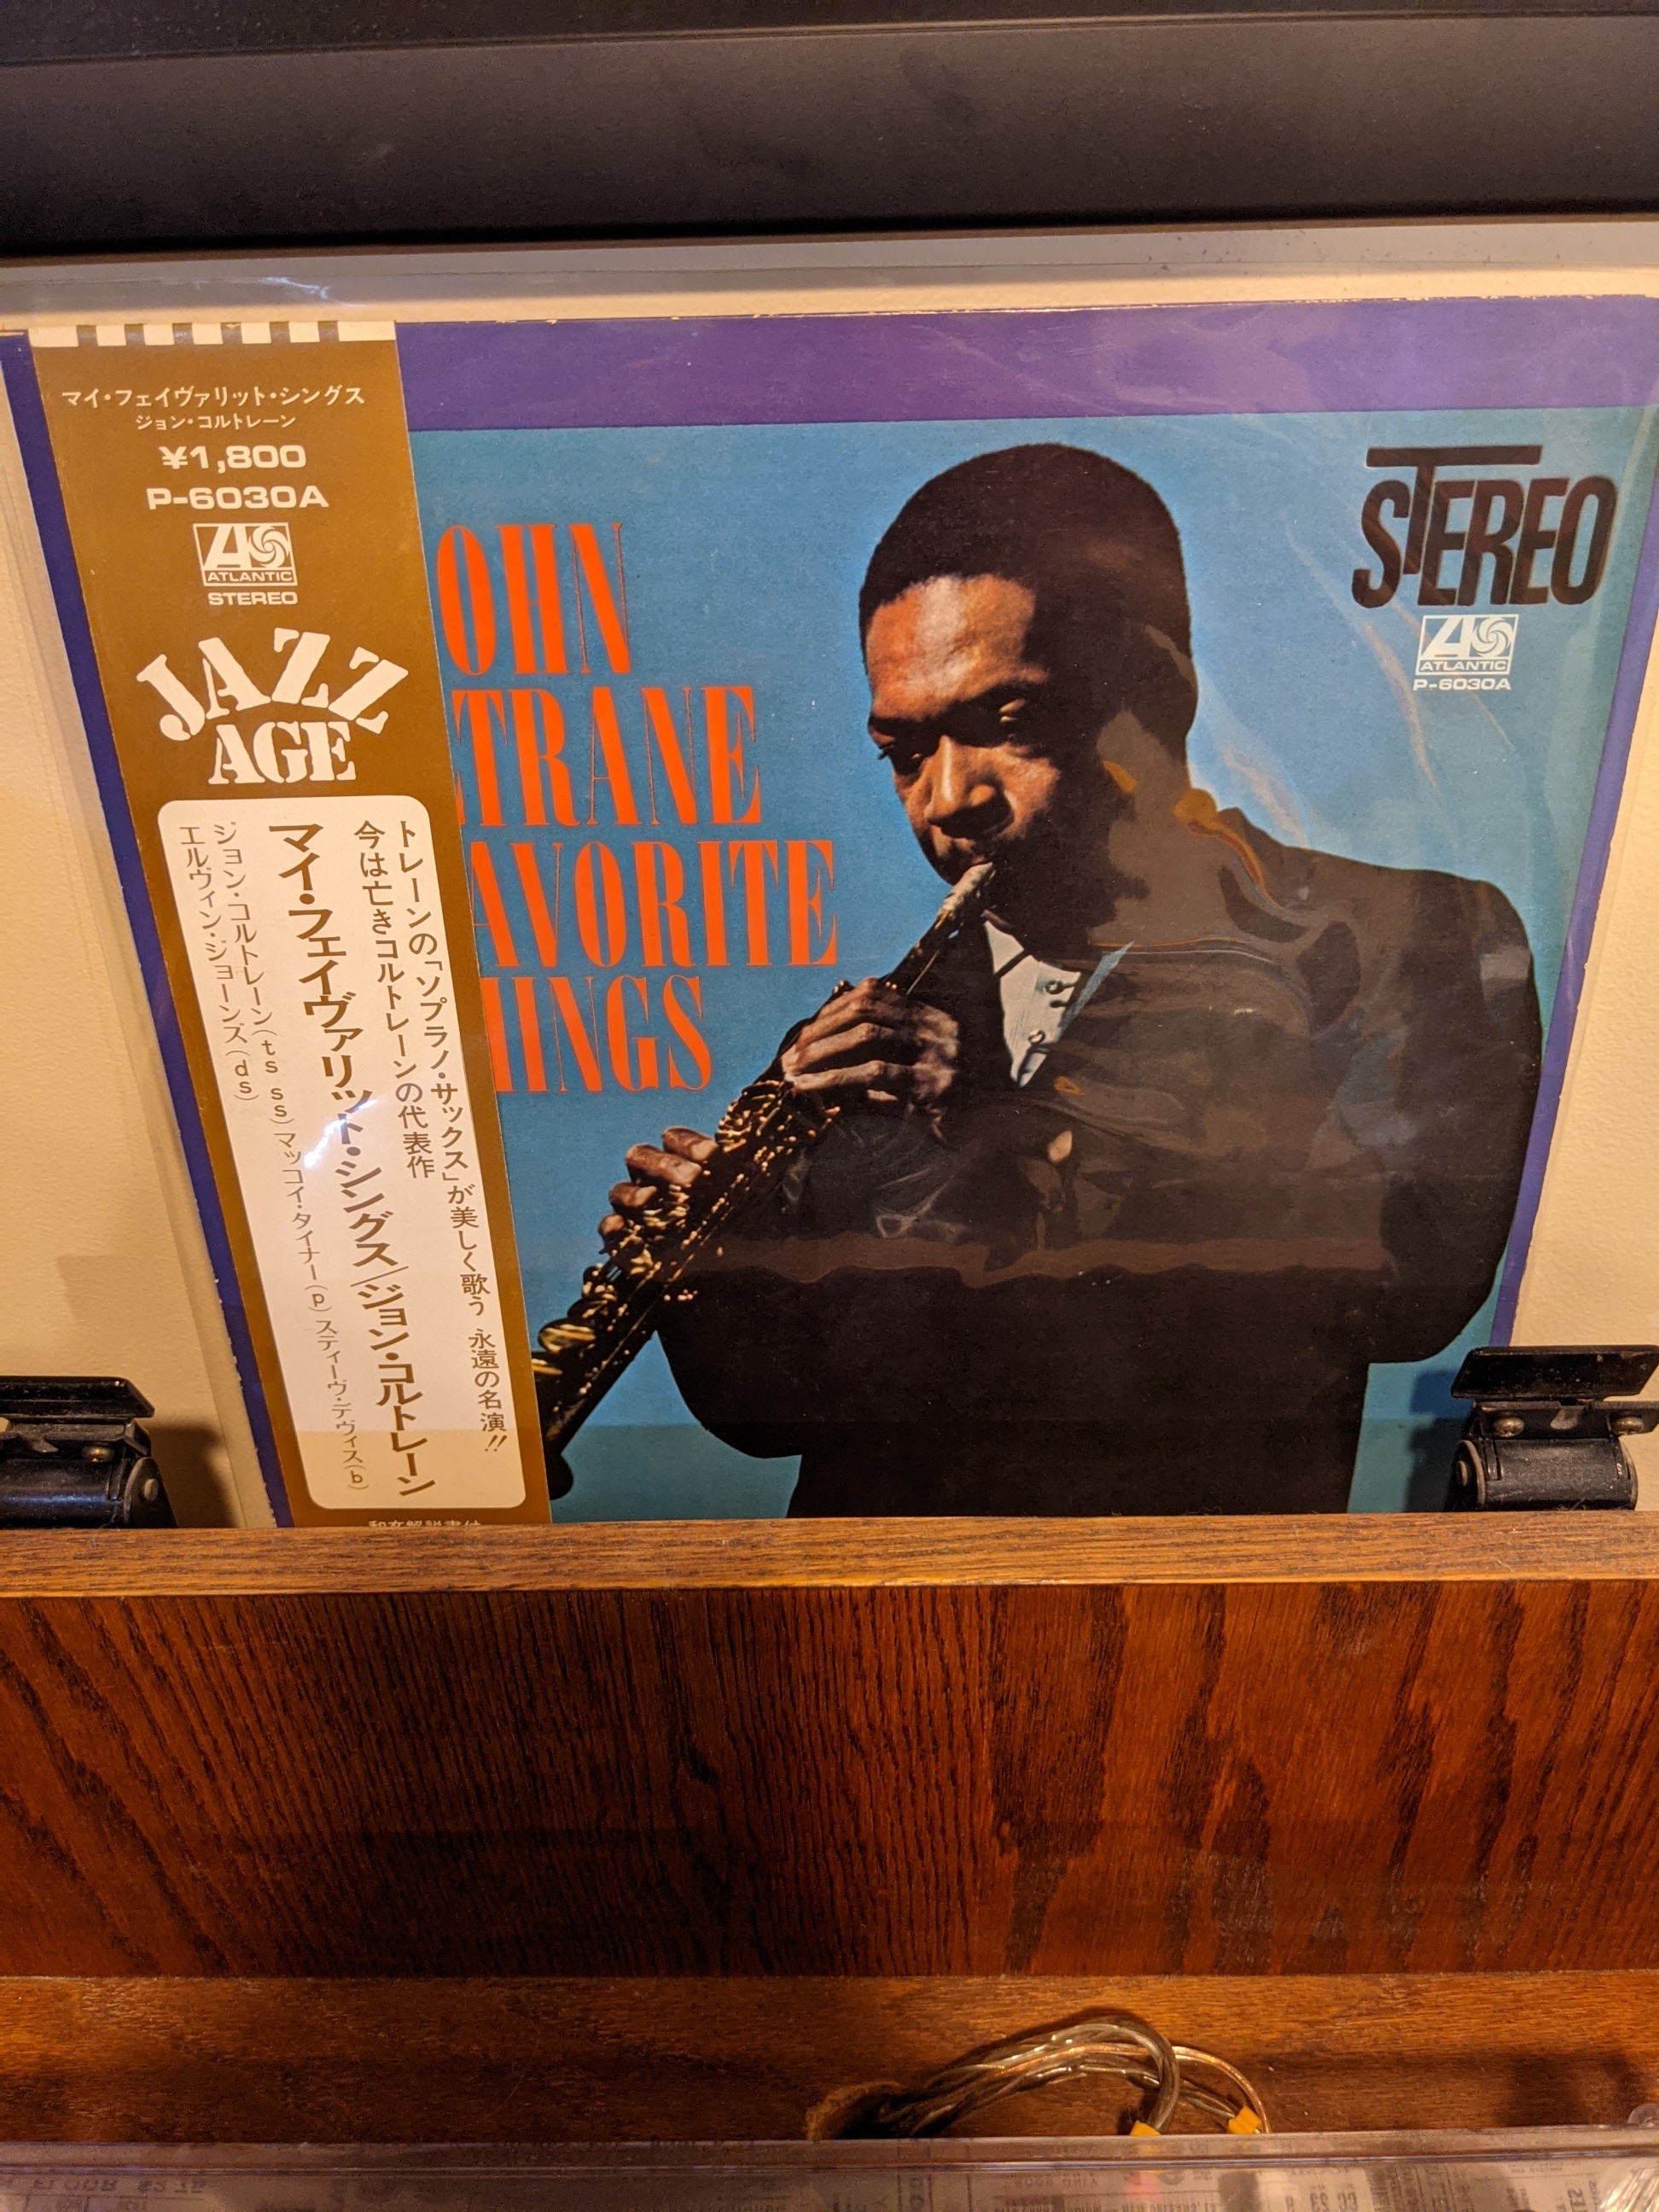 マイ・フェイヴァリット・シングス
ジョン・コルトレーン
¥1,800
P-6030A
ATLANTIC
STEREO
JAZZ
AGE
トレーンの「ソプラノ・サックス」が美しく歌う 永遠の名演!!
今は亡きコルトレーンの代表作
マイ・フェイヴァリット・シングス/ジョン・コルトレーン
ジョン・コルトレーン(ts ss) マッコイ・タイナー(p) スティーヴ・デヴィス(b)
エルヴィン・ジョーンズ(ds)
OHN
TRANE
AVORITE
INGS
STEREO
ATLANTIC
P-6030A